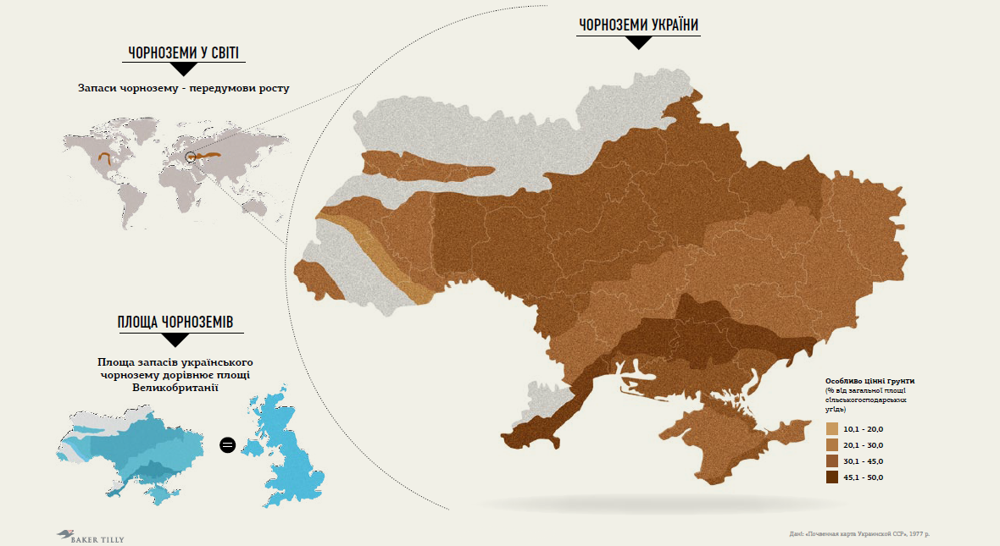 ЧОРНОЗЕМИ УКРАЇНИ
ЧОРНОЗЕМИ У СВІТІ
Запаси чорнозему - передумови росту
ПЛОЩА ЧОРНОЗЕМІВ
Площа запасів українського
чорнозему дорівнює площі
Великобританії
Особливо цінні ґрунти
(% від загальної площі
сільськогосподарських
угідь)
10,1 - 20,0
20,1 - 30,0
30,1 - 45,0
45,1 - 50,0
BAKER TILLY
Дані: «Почвенная карта Украинской ССР», 1977 р.